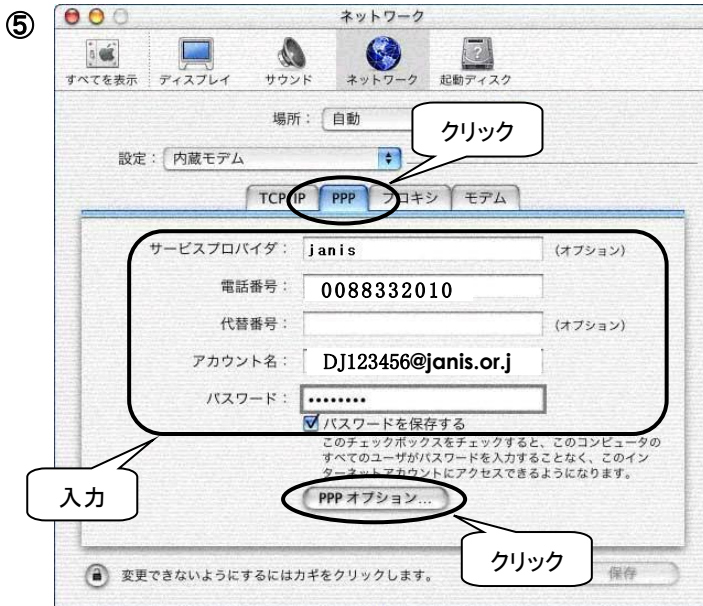 ⑤
ネットワーク
すべてを表示 ディスプレイ サウンド ネットワーク 起動ディスク
場所： 自動
クリック
設定： 内蔵モデム
TCP/IP PPP プロキシ モデム
サービスプロバイダ： janis (オプション)
電話番号： 0088332010
代替番号： (オプション)
アカウント名： DJ123456@janis.or.j
パスワード： ••••••••
パスワードを保存する
このチェックボックスをチェックすると、このコンピュータの
すべてのユーザがパスワードを入力することなく、このイン
ターネットアカウントにアクセスできるようになります。
入力
PPP オプション...
クリック
変更できないようにするにはカギをクリックします。
保存